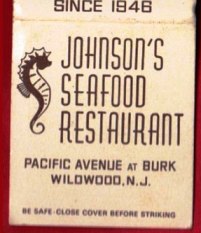 SINCE 1946
JOHNSON'S
SEAFOOD
RESTAURANT
PACIFIC AVENUE AT BURK
WILDWOOD, N.J.
BE SAFE-CLOSE COVER BEFORE STRIKING